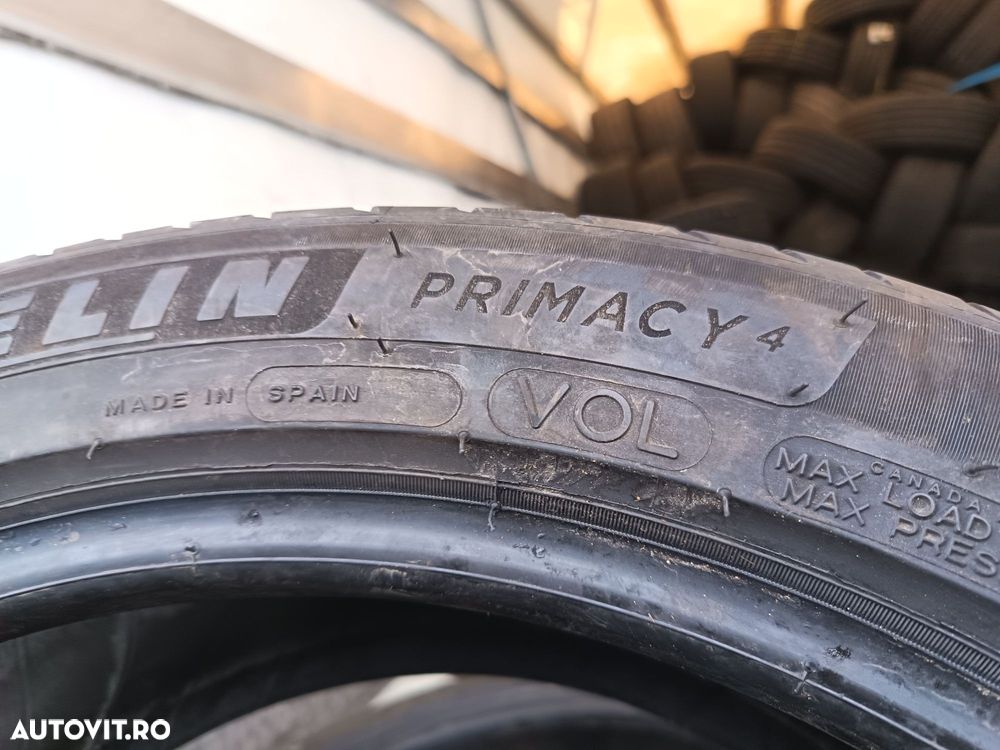 ELIN PRIMACY 4
MADE IN SPAIN VOL
CANADA
MAX LOAD
MAX PRES
AUTOVIT.RO